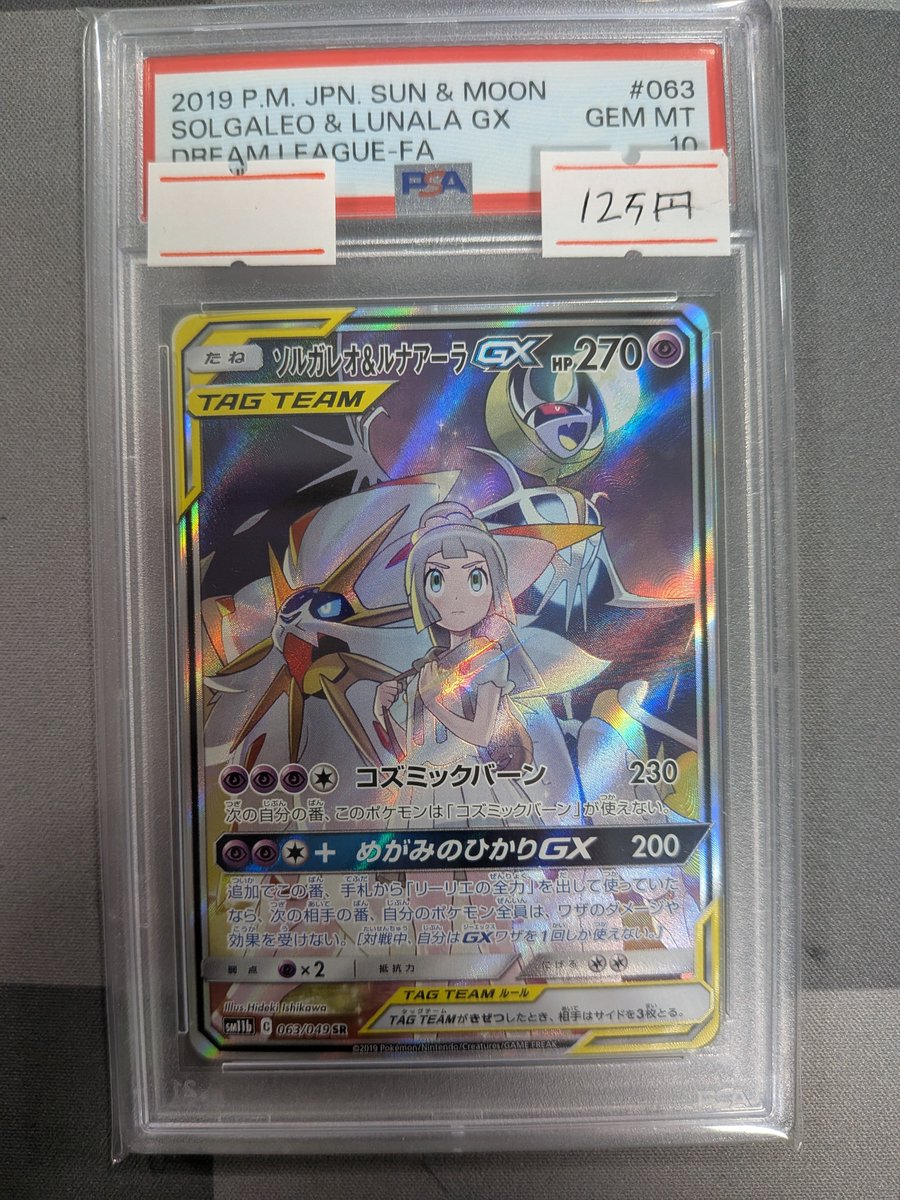 2019 P.M. JPN. SUN & MOON #063
SOLGALEO & LUNALA GX GEM MT
DREAM LEAGUE-FA 10
PSA
12万円
たね ソルガレオ&ルナアーラGX HP270
TAG TEAM
コズミックバーン 230
次の自分の番、このポケモンは「コズミックバーン」が使えない。
+ めがみのひかりGX 200
追加でこの番、手札から「リーリエの全力」を出して使っていた
なら、次の相手の番、自分のポケモン全員は、ワザのダメージや
効果を受けない。[対戦中、自分はGXワザを1回しか使えない。]
弱点 ×2 抵抗力 にげる
TAG TEAM ルール
TAG TEAMがきぜつしたとき、相手はサイドを3枚とる。
Illus. Hideki Ishikawa
SM11b C 063/049 SR
©2019 Pokémon/Nintendo/Creatures/GAME FREAK